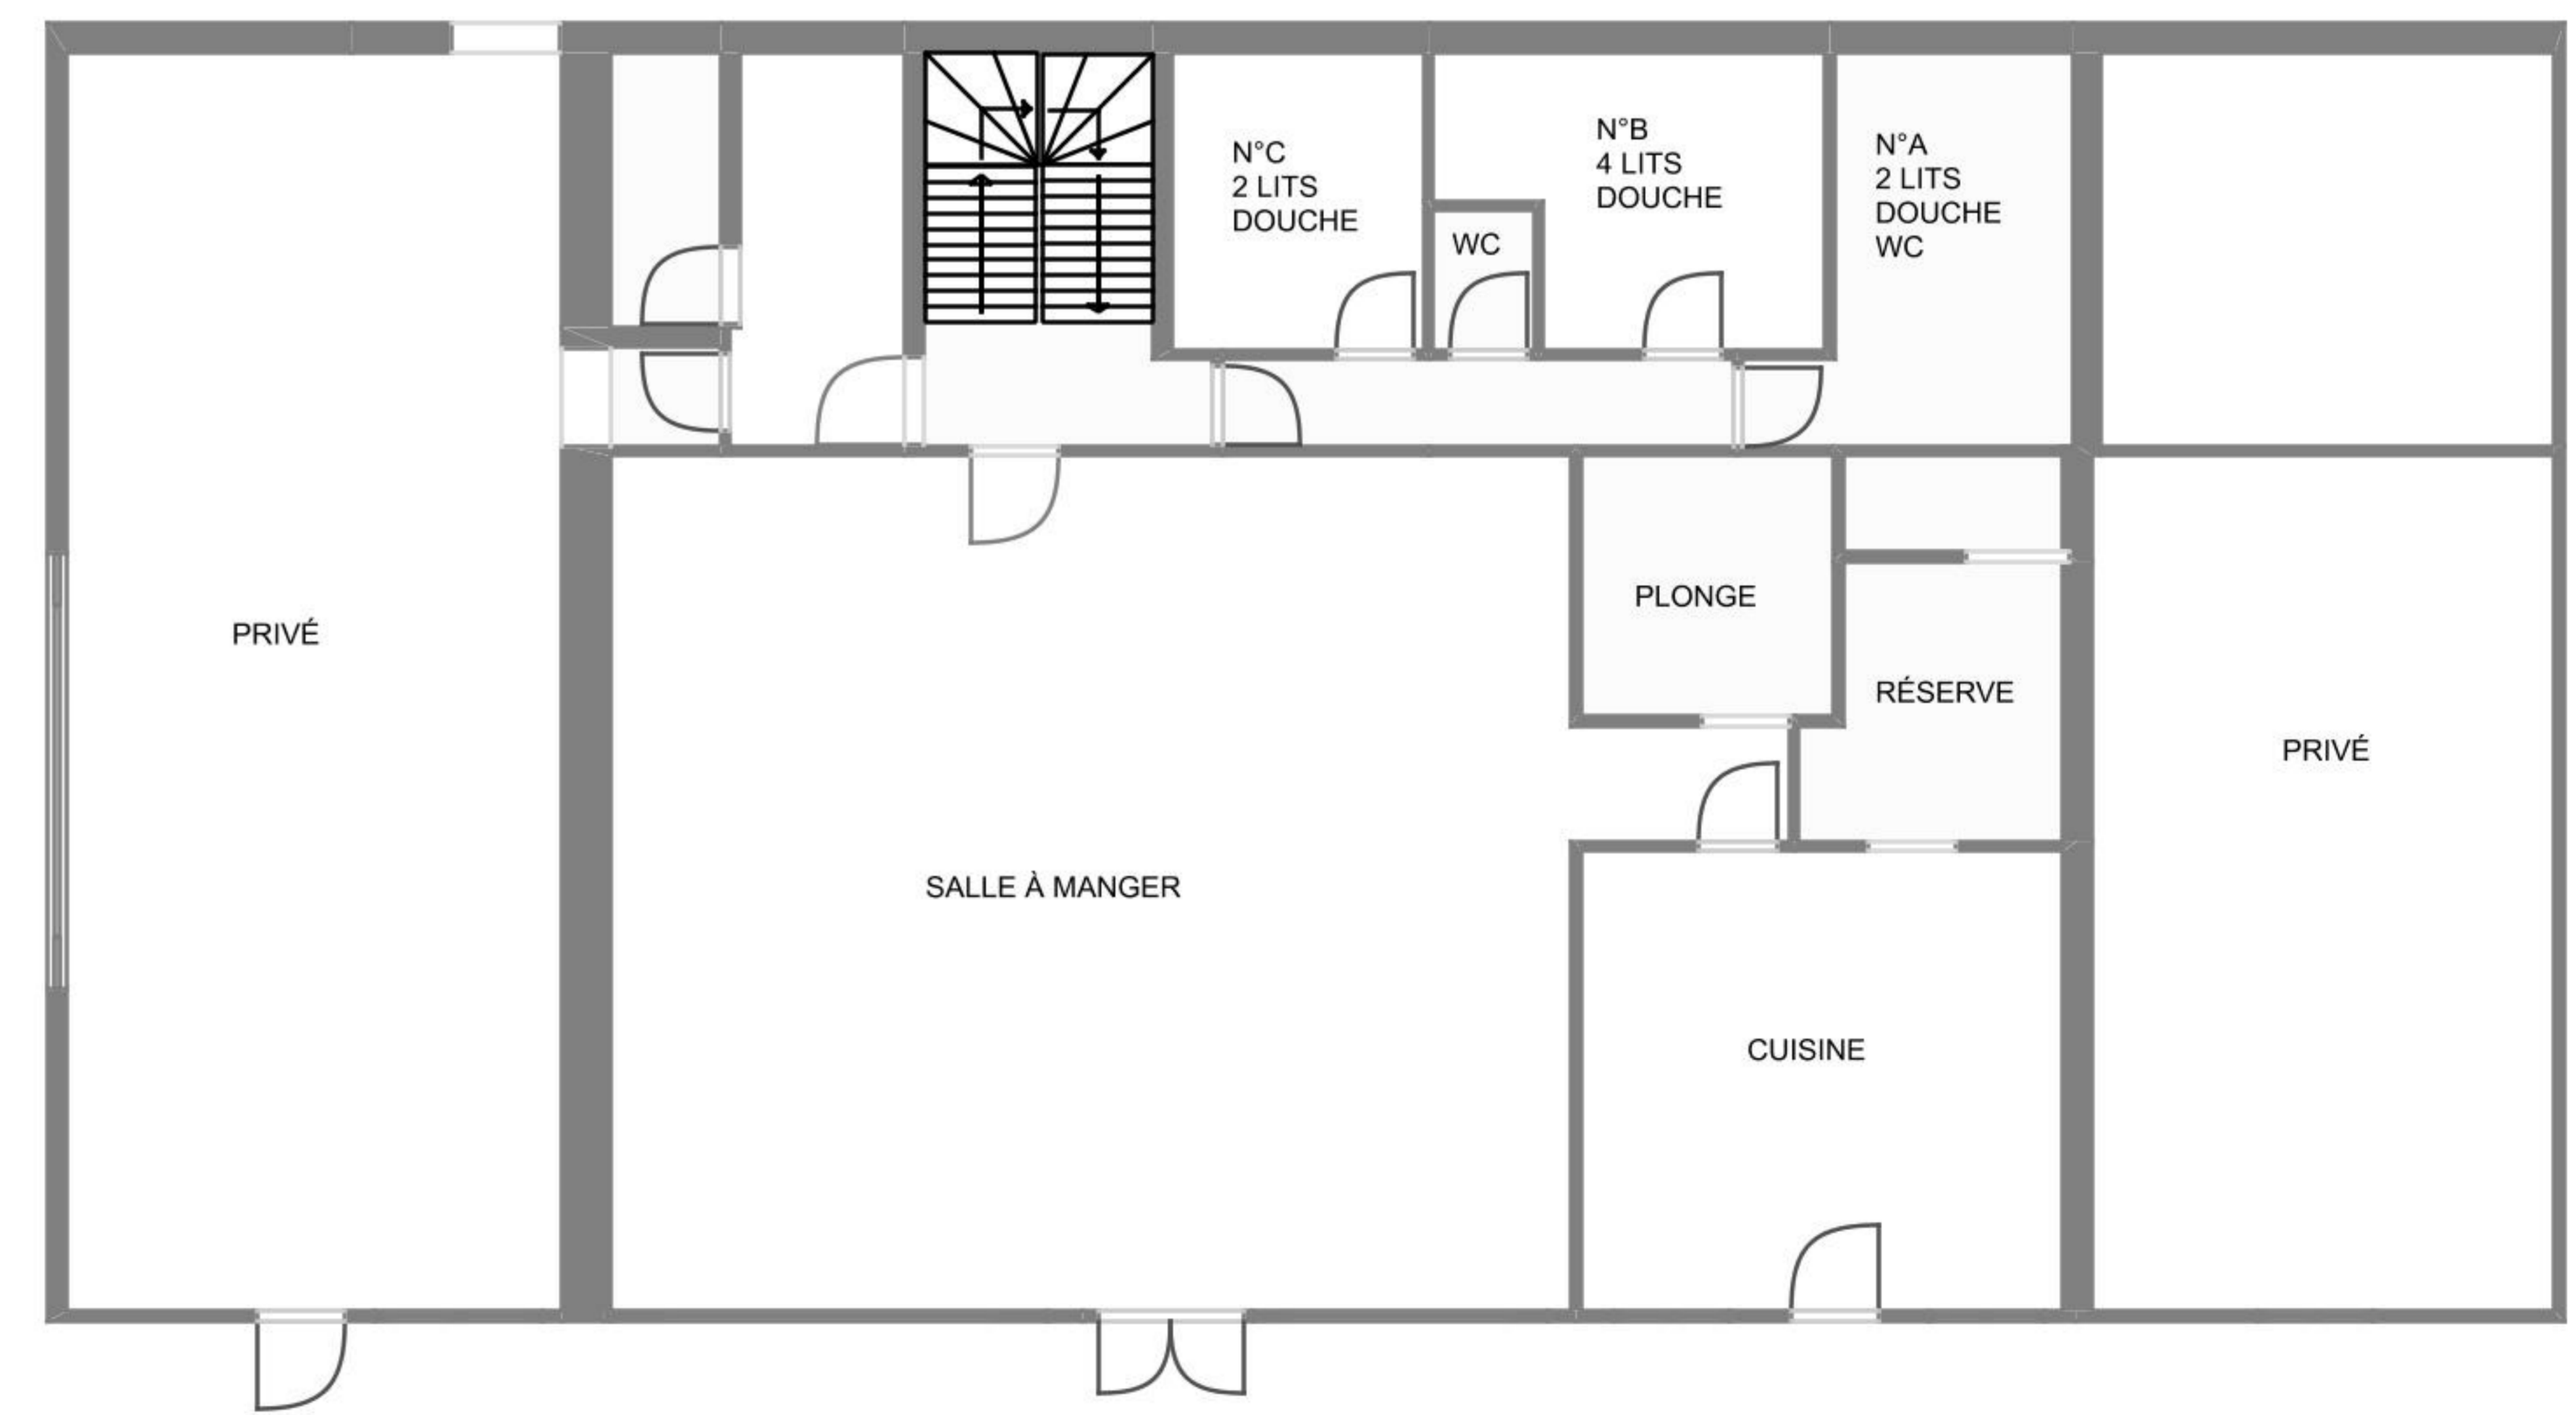 N°C
2 LITS
DOUCHE
WC
N°B
4 LITS
DOUCHE
N°A
2 LITS
DOUCHE
WC
PRIVÉ
PLONGE
RÉSERVE
PRIVÉ
SALLE À MANGER
CUISINE